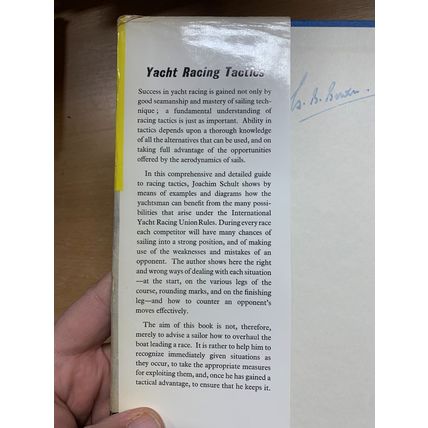 Yacht Racing Tactics
Success in yacht racing is gained not only by
good seamanship and mastery of sailing tech-
nique; a fundamental understanding of
racing tactics is just as important. Ability in
tactics depends upon a thorough knowledge
of all the alternatives that can be used, and on
taking full advantage of the opportunities
offered by the aerodynamics of sails.
In this comprehensive and detailed guide
to racing tactics, Joachim Schult shows by
means of examples and diagrams how the
yachtsman can benefit from the many possi-
bilities that arise under the International
Yacht Racing Union Rules. During every race
each competitor will have many chances of
sailing into a strong position, and of making
use of the weaknesses and mistakes of an
opponent. The author shows here the right
and wrong ways of dealing with each situation
—at the start, on the various legs of the
course, rounding marks, and on the finishing
leg—and how to counter an opponent's
moves effectively.
The aim of this book is not, therefore,
merely to advise a sailor how to overhaul the
boat leading a race. It is rather to help him to
recognize immediately given situations as
they occur, to take the appropriate measures
for exploiting them, and, once he has gained a
tactical advantage, to ensure that he keeps it.